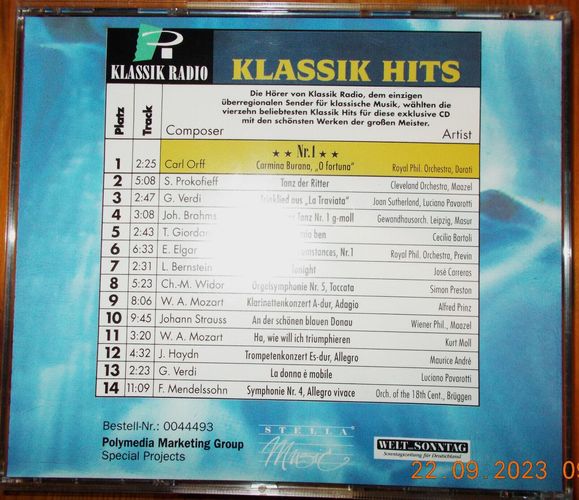 KLASSIK RADIO
KLASSIK HITS
Die Hörer von Klassik Radio, dem einzigen
überregionalen Sender für klassische Musik, wählten die
vierzehn beliebtesten Klassik Hits für diese exklusive CD
mit den schönsten Werken der großen Meister.
Platz Track Composer Artist
★ ★ Nr.1 ★ ★
1 2:25 Carl Orff Carmina Burana, „O fortuna" Royal Phil. Orchestra, Dorati
2 5:08 S. Prokofieff Tanz der Ritter Cleveland Orchestra, Maazel
3 2:47 G. Verdi Trinklied aus „La Traviata" Joan Sutherland, Luciano Pavarotti
4 3:08 Joh. Brahms Tanz Nr. 1 g-moll Gewandhausorch. Leipzig, Masur
5 2:43 T. Giordani ben Cecilia Bartoli
6 6:33 E. Elgar Nr.1 Royal Phil. Orchestra, Previn
7 2:31 L. Bernstein Tonight José Carreras
8 5:23 Ch.-M. Widor Orgelsymphonie Nr. 5, Toccata Simon Preston
9 8:06 W. A. Mozart Klarinettenkonzert A-dur, Adagio Alfred Prinz
10 9:45 Johann Strauss An der schönen blauen Donau Wiener Phil., Maazel
11 3:20 W. A. Mozart Ha, wie will ich triumphieren Kurt Moll
12 4:32 J. Haydn Trompetenkonzert Es-dur, Allegro Maurice André
13 2:23 G. Verdi La donna è mobile Luciano Pavarotti
14 11:09 F. Mendelssohn Symphonie Nr. 4, Allegro vivace Orch. of the 18th Cent., Brüggen
Bestell-Nr.: 0044493
Polymedia Marketing Group
Special Projects
STELLA
Music
WELT am SONNTAG
Sonntagszeitung für Deutschland
22.09.2023